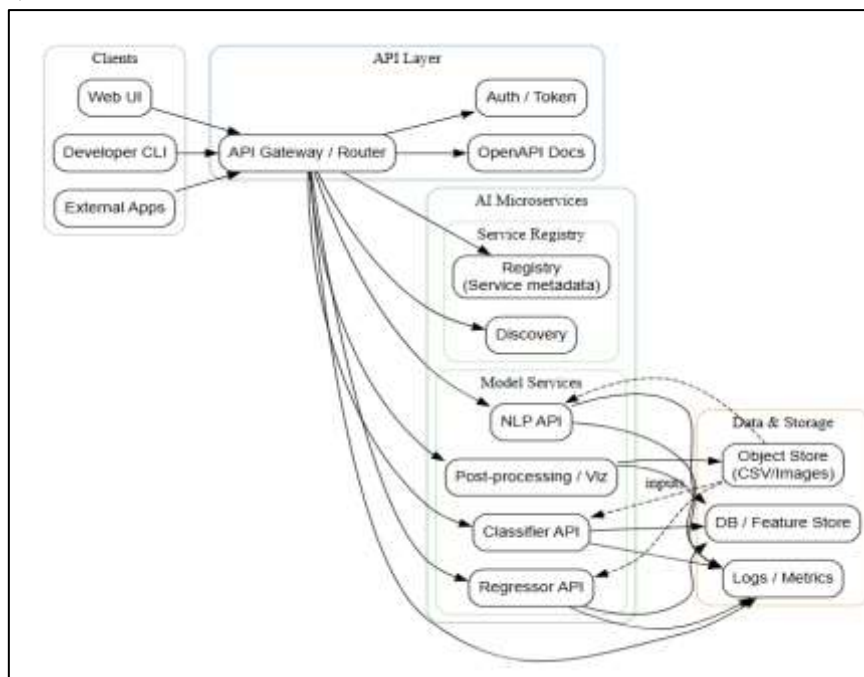 Clients
Web UI
Developer CLI
External Apps
API Layer
API Gateway / Router
Auth / Token
OpenAPI Docs
AI Microservices
Service Registry
Registry
(Service metadata)
Discovery
Model Services
NLP API
Post-processing / Viz
Classifier API
Regressor API
inputs
Data & Storage
Object Store
(CSV/Images)
DB / Feature Store
Logs / Metrics